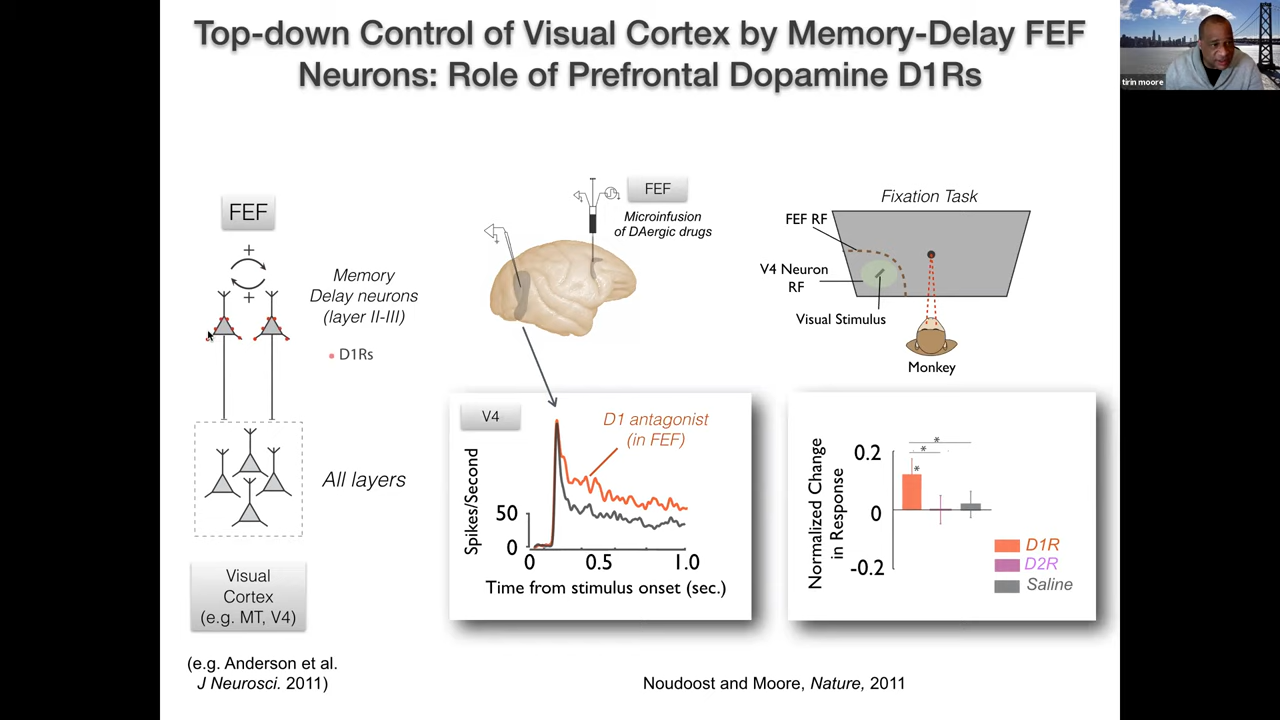 Top-down Control of Visual Cortex by Memory-Delay FEF
Neurons: Role of Prefrontal Dopamine D1Rs
tirin moore
FEF
+
+
Memory
Delay neurons
(layer II-III)
D1Rs
All layers
Visual
Cortex
(e.g. MT, V4)
(e.g. Anderson et al.
J Neurosci. 2011)
FEF
Microinfusion
of DAergic drugs
Fixation Task
FEF RF
V4 Neuron
RF
Visual Stimulus
Monkey
V4
D1 antagonist
(in FEF)
Spikes/Second
50
0
0
0.5
1.0
Time from stimulus onset (sec.)
Normalized Change
in Response
0.2
0
-0.2
*
*
*
D1R
D2R
Saline
Noudoost and Moore, Nature, 2011